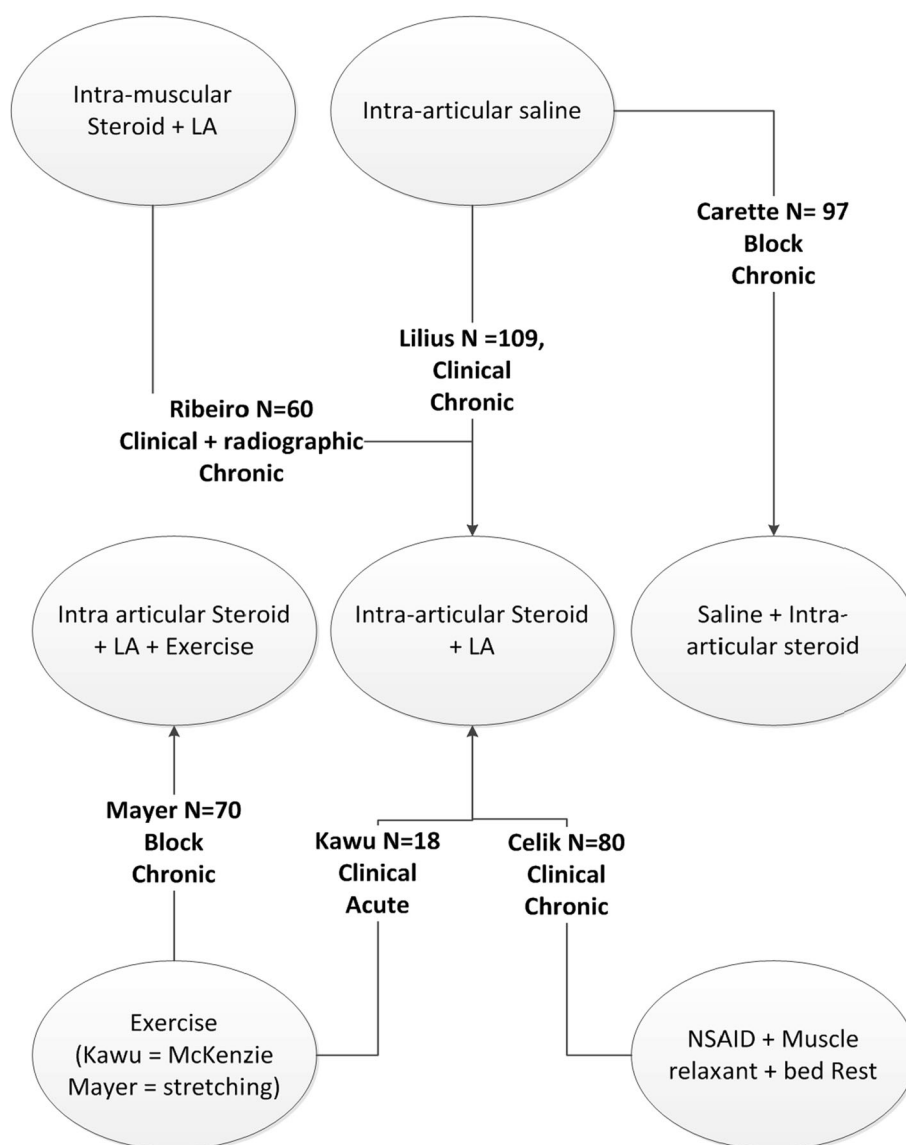 Intra-muscular
Steroid + LA
Intra-articular saline
Carette N= 97
Block
Chronic
Lilius N =109,
Clinical
Chronic
Ribeiro N=60
Clinical + radiographic
Chronic
Intra articular Steroid
+ LA + Exercise
Intra-articular Steroid
+ LA
Saline + Intra-
articular steroid
Mayer N=70
Block
Chronic
Kawu N=18
Clinical
Acute
Celik N=80
Clinical
Chronic
Exercise
(Kawu = McKenzie
Mayer = stretching)
NSAID + Muscle
relaxant + bed Rest